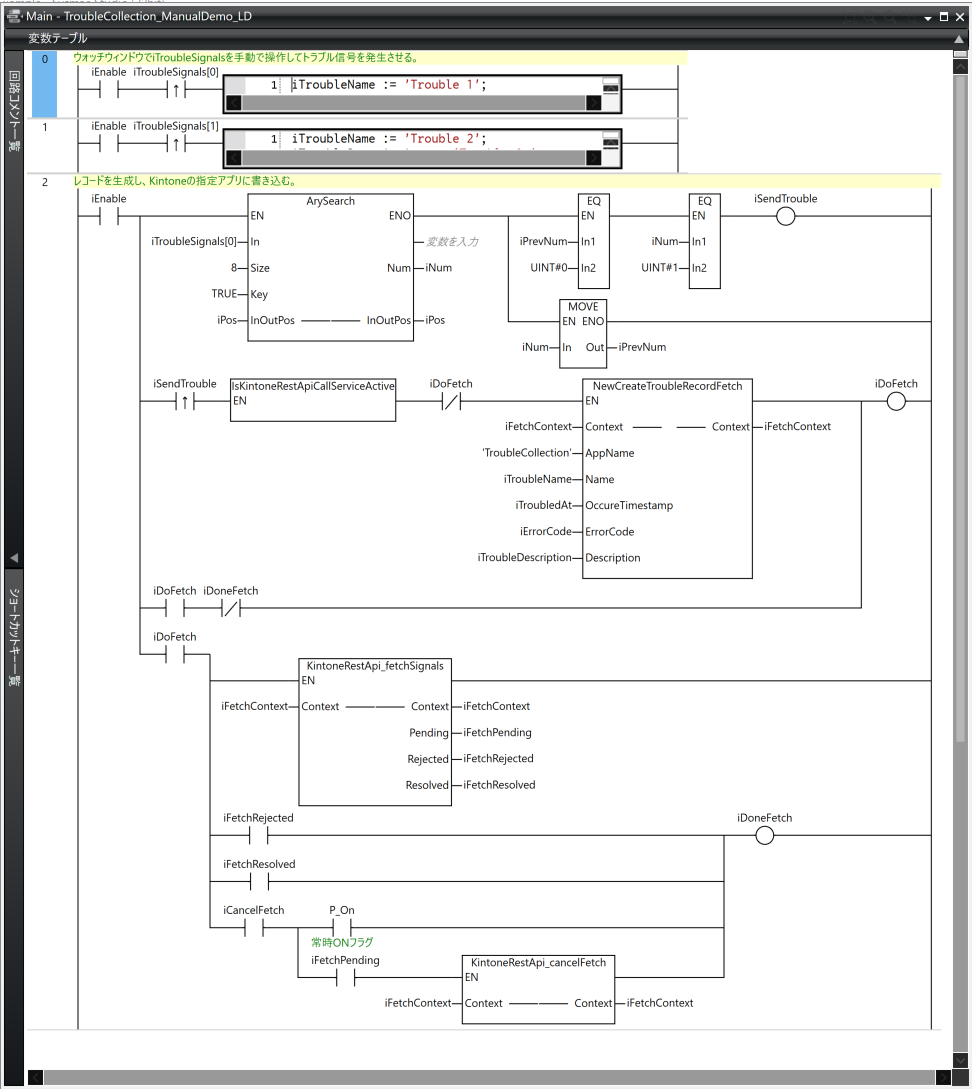 Main - TroubleCollection_ManualDemo_LD
変数テーブル
回路コメント一覧
ショートカットキー一覧
0
ウォッチウィンドウでiTroubleSignalsを手動で操作してトラブル信号を発生させる。
iEnable iTroubleSignals[0]
1 iTroubleName := 'Trouble 1';
1
iEnable iTroubleSignals[1]
1 iTroubleName := 'Trouble 2';
2
レコードを生成し、Kintoneの指定アプリに書き込む。
iEnable
ArySearch
EN ENO
iTroubleSignals[0] In 変数を入力
8 Size Num iNum
TRUE Key
iPos InOutPos InOutPos iPos
EQ
EN
iPrevNum In1
UINT#0 In2
EQ
EN
iNum In1
UINT#1 In2
iSendTrouble
MOVE
EN ENO
iNum In Out iPrevNum
iSendTrouble
IsKintoneRestApiCallServiceActive
EN
iDoFetch
NewCreateTroubleRecordFetch
EN
iFetchContext Context Context iFetchContext
'TroubleCollection' AppName
iTroubleName Name
iTroubledAt OccureTimestamp
iErrorCode ErrorCode
iTroubleDescription Description
iDoFetch
iDoFetch iDoneFetch
iDoFetch
KintoneRestApi_fetchSignals
EN
iFetchContext Context Context iFetchContext
Pending iFetchPending
Rejected iFetchRejected
Resolved iFetchResolved
iFetchRejected
iDoneFetch
iFetchResolved
iCancelFetch P_On
常時ONフラグ
iFetchPending
KintoneRestApi_cancelFetch
EN
iFetchContext Context Context iFetchContext